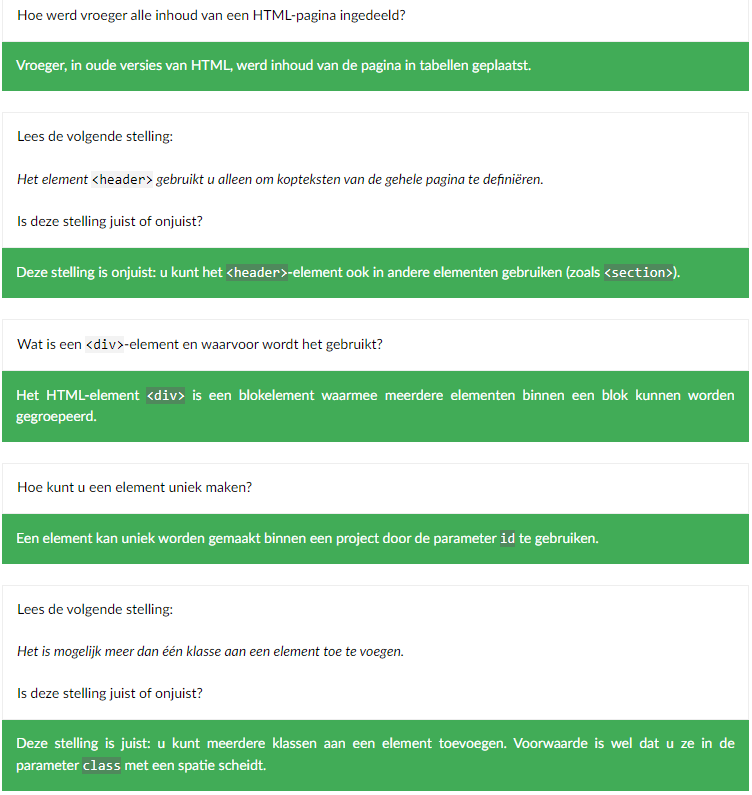 Hoe werd vroeger alle inhoud van een HTML-pagina ingedeeld?
Vroeger, in oude versies van HTML, werd inhoud van de pagina in tabellen geplaatst.
Lees de volgende stelling:
Het element <header> gebruikt u alleen om kopteksten van de gehele pagina te definiëren.
Is deze stelling juist of onjuist?
Deze stelling is onjuist: u kunt het <header>-element ook in andere elementen gebruiken (zoals <section>).
Wat is een <div>-element en waarvoor wordt het gebruikt?
Het HTML-element <div> is een blokelement waarmee meerdere elementen binnen een blok kunnen worden
gegroepeerd.
Hoe kunt u een element uniek maken?
Een element kan uniek worden gemaakt binnen een project door de parameter id te gebruiken.
Lees de volgende stelling:
Het is mogelijk meer dan één klasse aan een element toe te voegen.
Is deze stelling juist of onjuist?
Deze stelling is juist: u kunt meerdere klassen aan een element toevoegen. Voorwaarde is wel dat u ze in de
parameter class met een spatie scheidt.